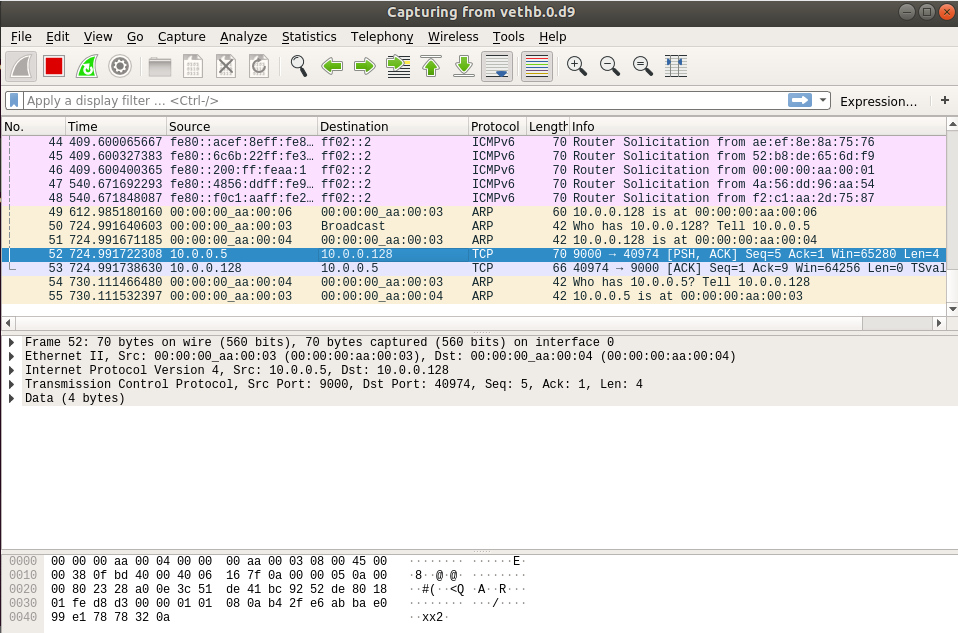 Capturing from vethb.0.d9
File Edit View Go Capture Analyze Statistics Telephony Wireless Tools Help
Apply a display filter … <Ctrl-/> Expression… +
No. Time Source Destination Protocol Length Info
44 409.600065667 fe80::acef:8eff:fe8… ff02::2 ICMPv6 70 Router Solicitation from ae:ef:8e:8a:75:76
45 409.600327383 fe80::6c6b:22ff:fe3… ff02::2 ICMPv6 70 Router Solicitation from 52:b8:de:65:6d:f9
46 409.600400365 fe80::200:ff:feaa:1 ff02::2 ICMPv6 70 Router Solicitation from 00:00:00:aa:00:01
47 540.671692293 fe80::4856:ddff:fe9… ff02::2 ICMPv6 70 Router Solicitation from 4a:56:dd:96:aa:54
48 540.671848087 fe80::f0c1:aaff:fe2… ff02::2 ICMPv6 70 Router Solicitation from f2:c1:aa:2d:75:87
49 612.985180160 00:00:00_aa:00:06 00:00:00_aa:00:03 ARP 60 10.0.0.128 is at 00:00:00:aa:00:06
50 724.991640603 00:00:00_aa:00:03 Broadcast ARP 42 Who has 10.0.0.128? Tell 10.0.0.5
51 724.991671185 00:00:00_aa:00:04 00:00:00_aa:00:03 ARP 42 10.0.0.128 is at 00:00:00:aa:00:04
52 724.991722308 10.0.0.5 10.0.0.128 TCP 70 9000 → 40974 [PSH, ACK] Seq=5 Ack=1 Win=65280 Len=4
53 724.991738630 10.0.0.128 10.0.0.5 TCP 66 40974 → 9000 [ACK] Seq=1 Ack=9 Win=64256 Len=0 TSval
54 730.111466480 00:00:00_aa:00:04 00:00:00_aa:00:03 ARP 42 Who has 10.0.0.5? Tell 10.0.0.128
55 730.111532397 00:00:00_aa:00:03 00:00:00_aa:00:04 ARP 42 10.0.0.5 is at 00:00:00:aa:00:03
Frame 52: 70 bytes on wire (560 bits), 70 bytes captured (560 bits) on interface 0
Ethernet II, Src: 00:00:00_aa:00:03 (00:00:00:aa:00:03), Dst: 00:00:00_aa:00:04 (00:00:00:aa:00:04)
Internet Protocol Version 4, Src: 10.0.0.5, Dst: 10.0.0.128
Transmission Control Protocol, Src Port: 9000, Dst Port: 40974, Seq: 5, Ack: 1, Len: 4
Data (4 bytes)
0000 00 00 00 aa 00 04 00 00 00 aa 00 03 08 00 45 00 ········ ······E·
0010 00 38 0f bd 40 00 40 06 16 7f 0a 00 00 05 0a 00 ·8··@·@· ········
0020 00 80 23 28 a0 0e 3c 51 de 41 bc 92 52 de 80 18 ··#(··<Q ·A··R···
0030 01 fe d8 d3 00 00 01 01 08 0a b4 2f e6 ab ba e0 ········ ···/····
0040 99 e1 78 78 32 0a ··xx2·